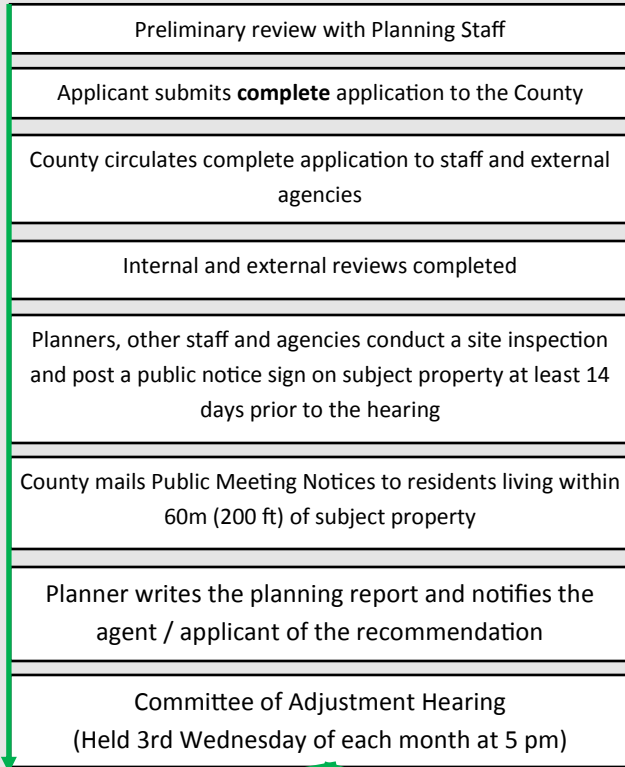 Preliminary review with Planning Staff
Applicant submits complete application to the County
County circulates complete application to staff and external
agencies
Internal and external reviews completed
Planners, other staff and agencies conduct a site inspection
and post a public notice sign on subject property at least 14
days prior to the hearing
County mails Public Meeting Notices to residents living within
60m (200 ft) of subject property
Planner writes the planning report and notifies the
agent / applicant of the recommendation
Committee of Adjustment Hearing
(Held 3rd Wednesday of each month at 5 pm)